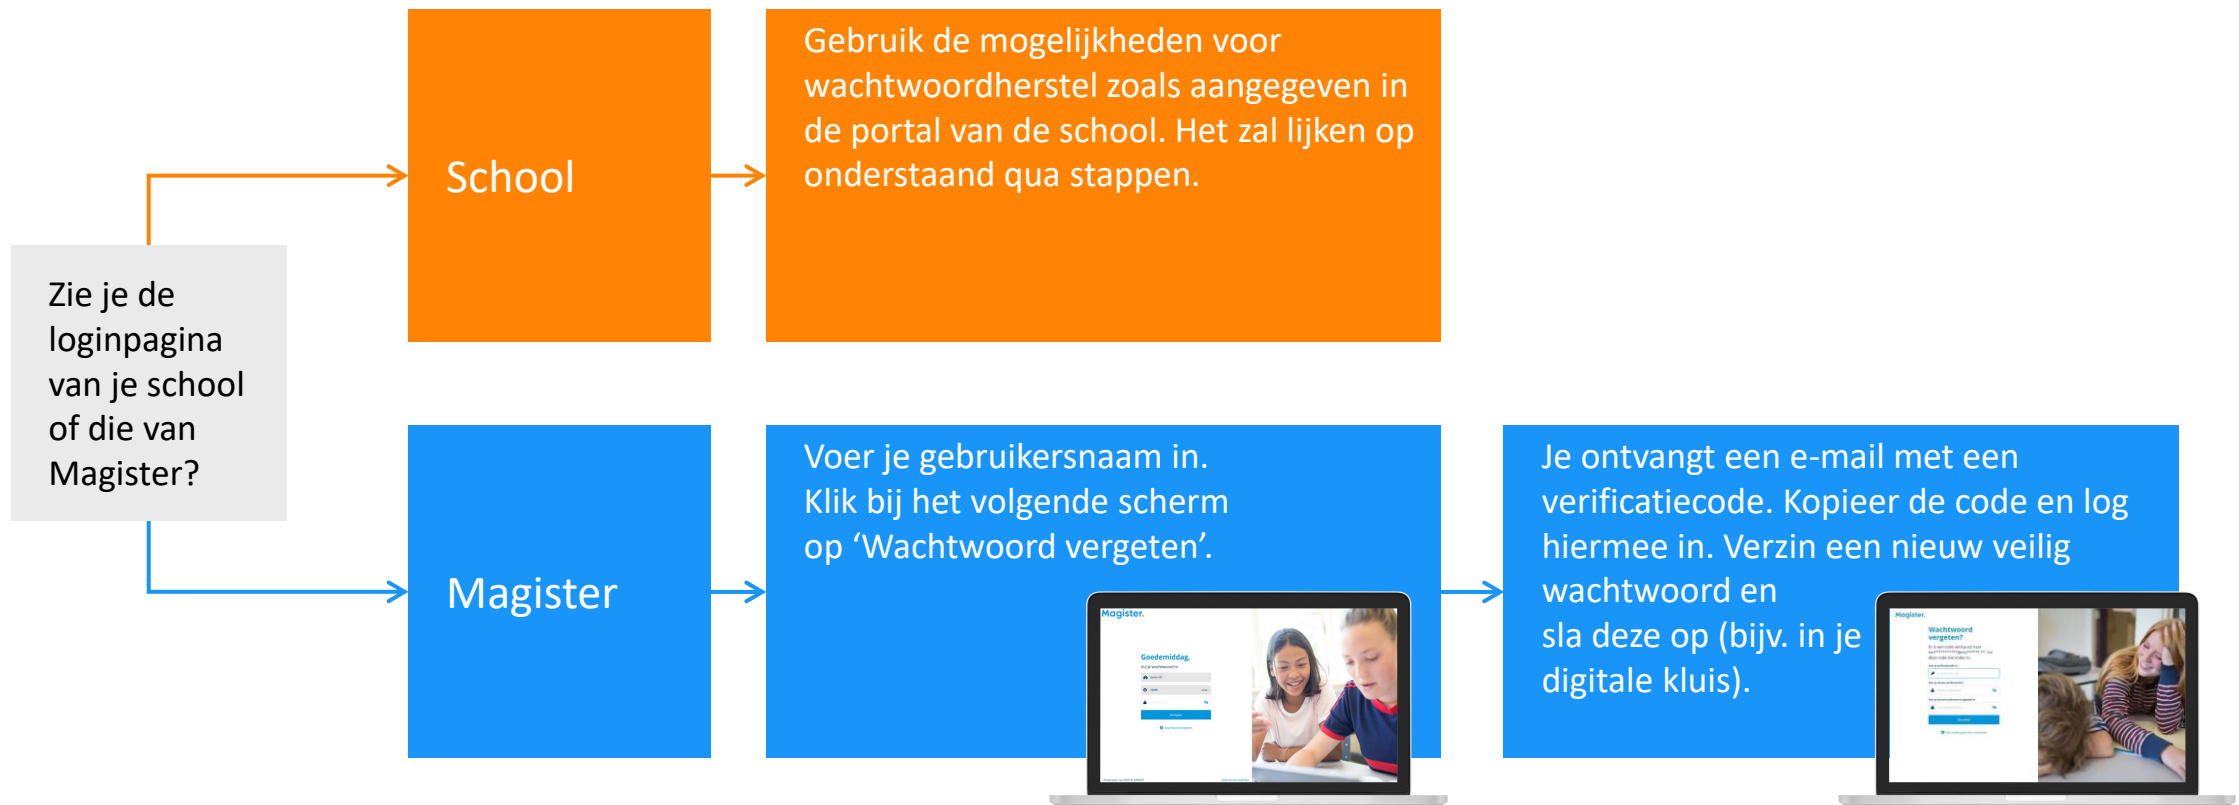 Gebruik de mogelijkheden voor
wachtwoordherstel zoals aangegeven in
de portal van de school. Het zal lijken op
onderstaand qua stappen.
School
Zie je de
loginpagina
van je school
of die van
Magister?
Magister
Voer je gebruikersnaam in.
Klik bij het volgende scherm
op ‘Wachtwoord vergeten’.
Magister.
Goedemiddag,
Vul je wachtwoord in
Je ontvangt een e-mail met een
verificatiecode. Kopieer de code en log
hiermee in. Verzin een nieuw veilig
wachtwoord en
sla deze op (bijv. in je
digitale kluis).
Magister.
Wachtwoord
vergeten?